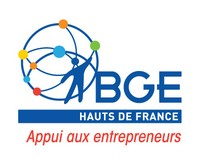 BGE
HAUTS DE FRANCE
Appui aux entrepreneurs